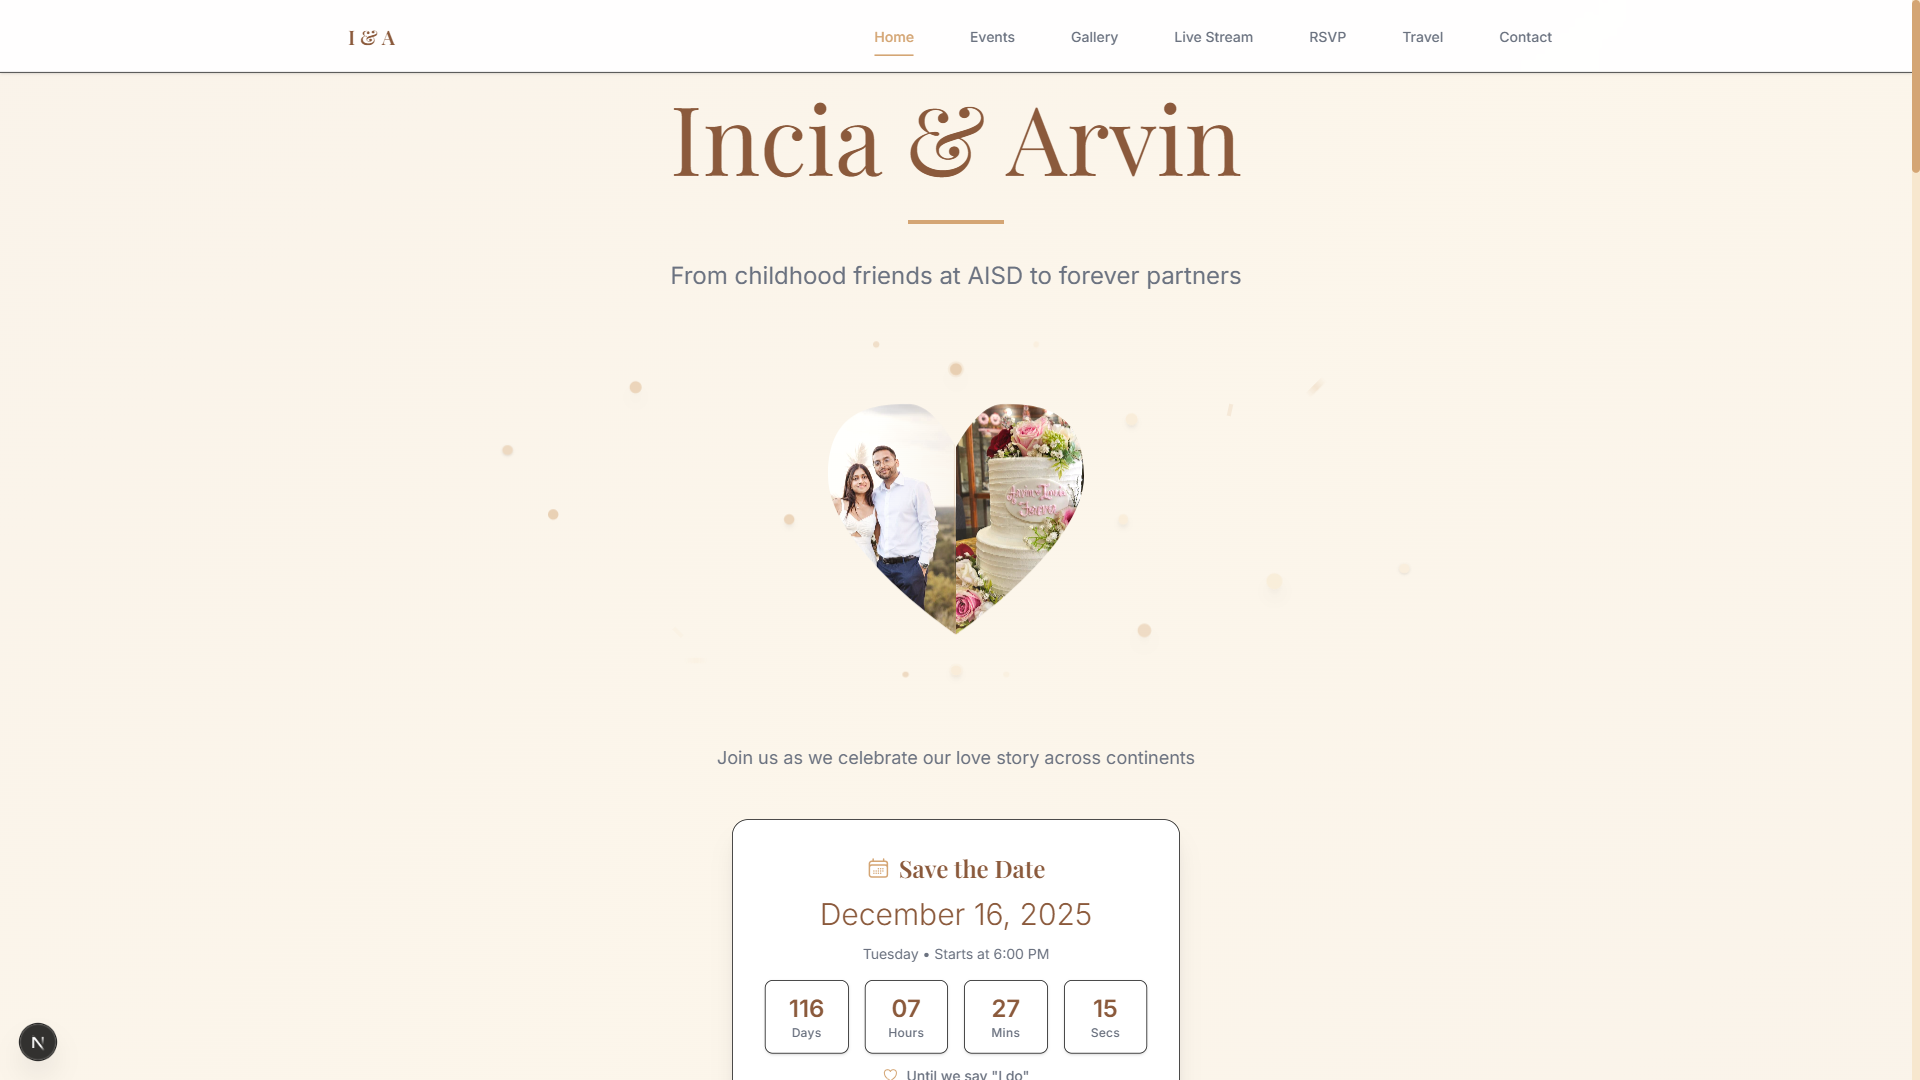 I & A
Home
Events
Gallery
Live Stream
RSVP
Travel
Contact
Incia & Arvin
From childhood friends at AISD to forever partners
Join us as we celebrate our love story across continents
Save the Date
December 16, 2025
Tuesday • Starts at 6:00 PM
116
Days
07
Hours
27
Mins
15
Secs
Until we say "I do"
N